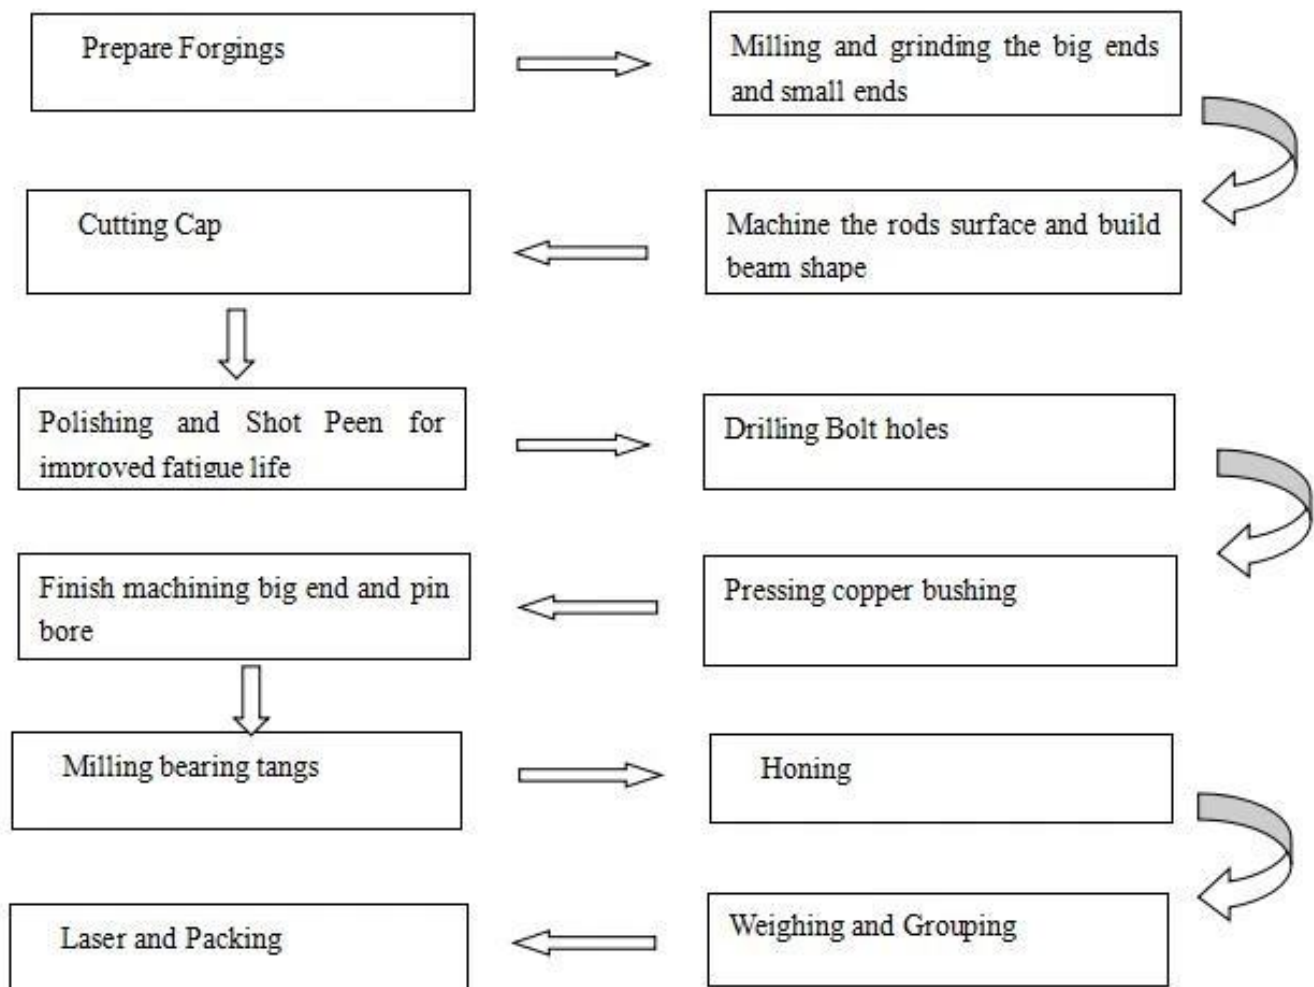 Prepare Forgings
Milling and grinding the big ends
and small ends
Machine the rods surface and build
beam shape
Cutting Cap
Polishing and Shot Peen for
improved fatigue life
Drilling Bolt holes
Pressing copper bushing
Finish machining big end and pin
bore
Milling bearing tangs
Honing
Weighing and Grouping
Laser and Packing